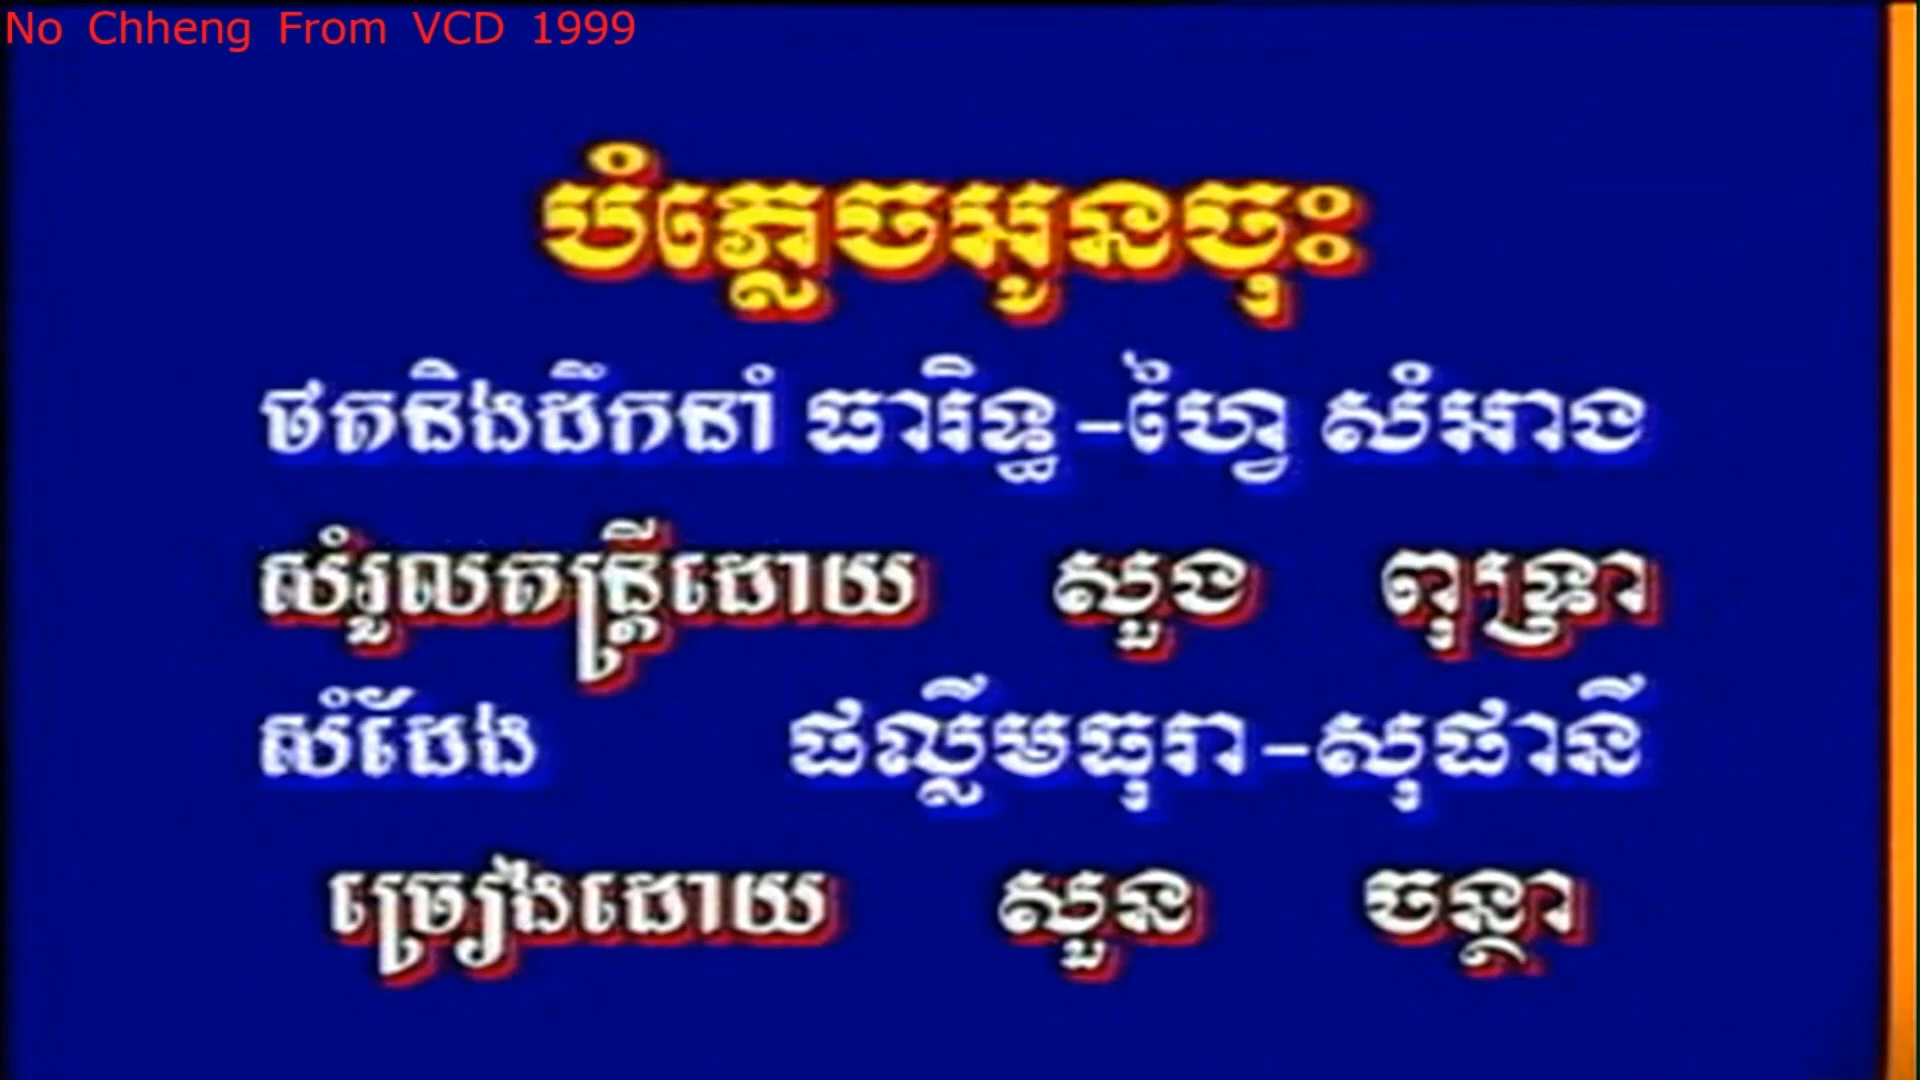 No Chheng From VCD 1999
បំភ្លេចអូនចុះ
ថតនិងដឹកនាំ ធារិទ្ធ-ហៃ្វ សំអាង
សំរួលតន្ត្រីដោយ សួង ពុទ្រា
សំដែង ផល្លឹមធុរា-សុផានី
ច្រៀងដោយ សួន ចន្ថា